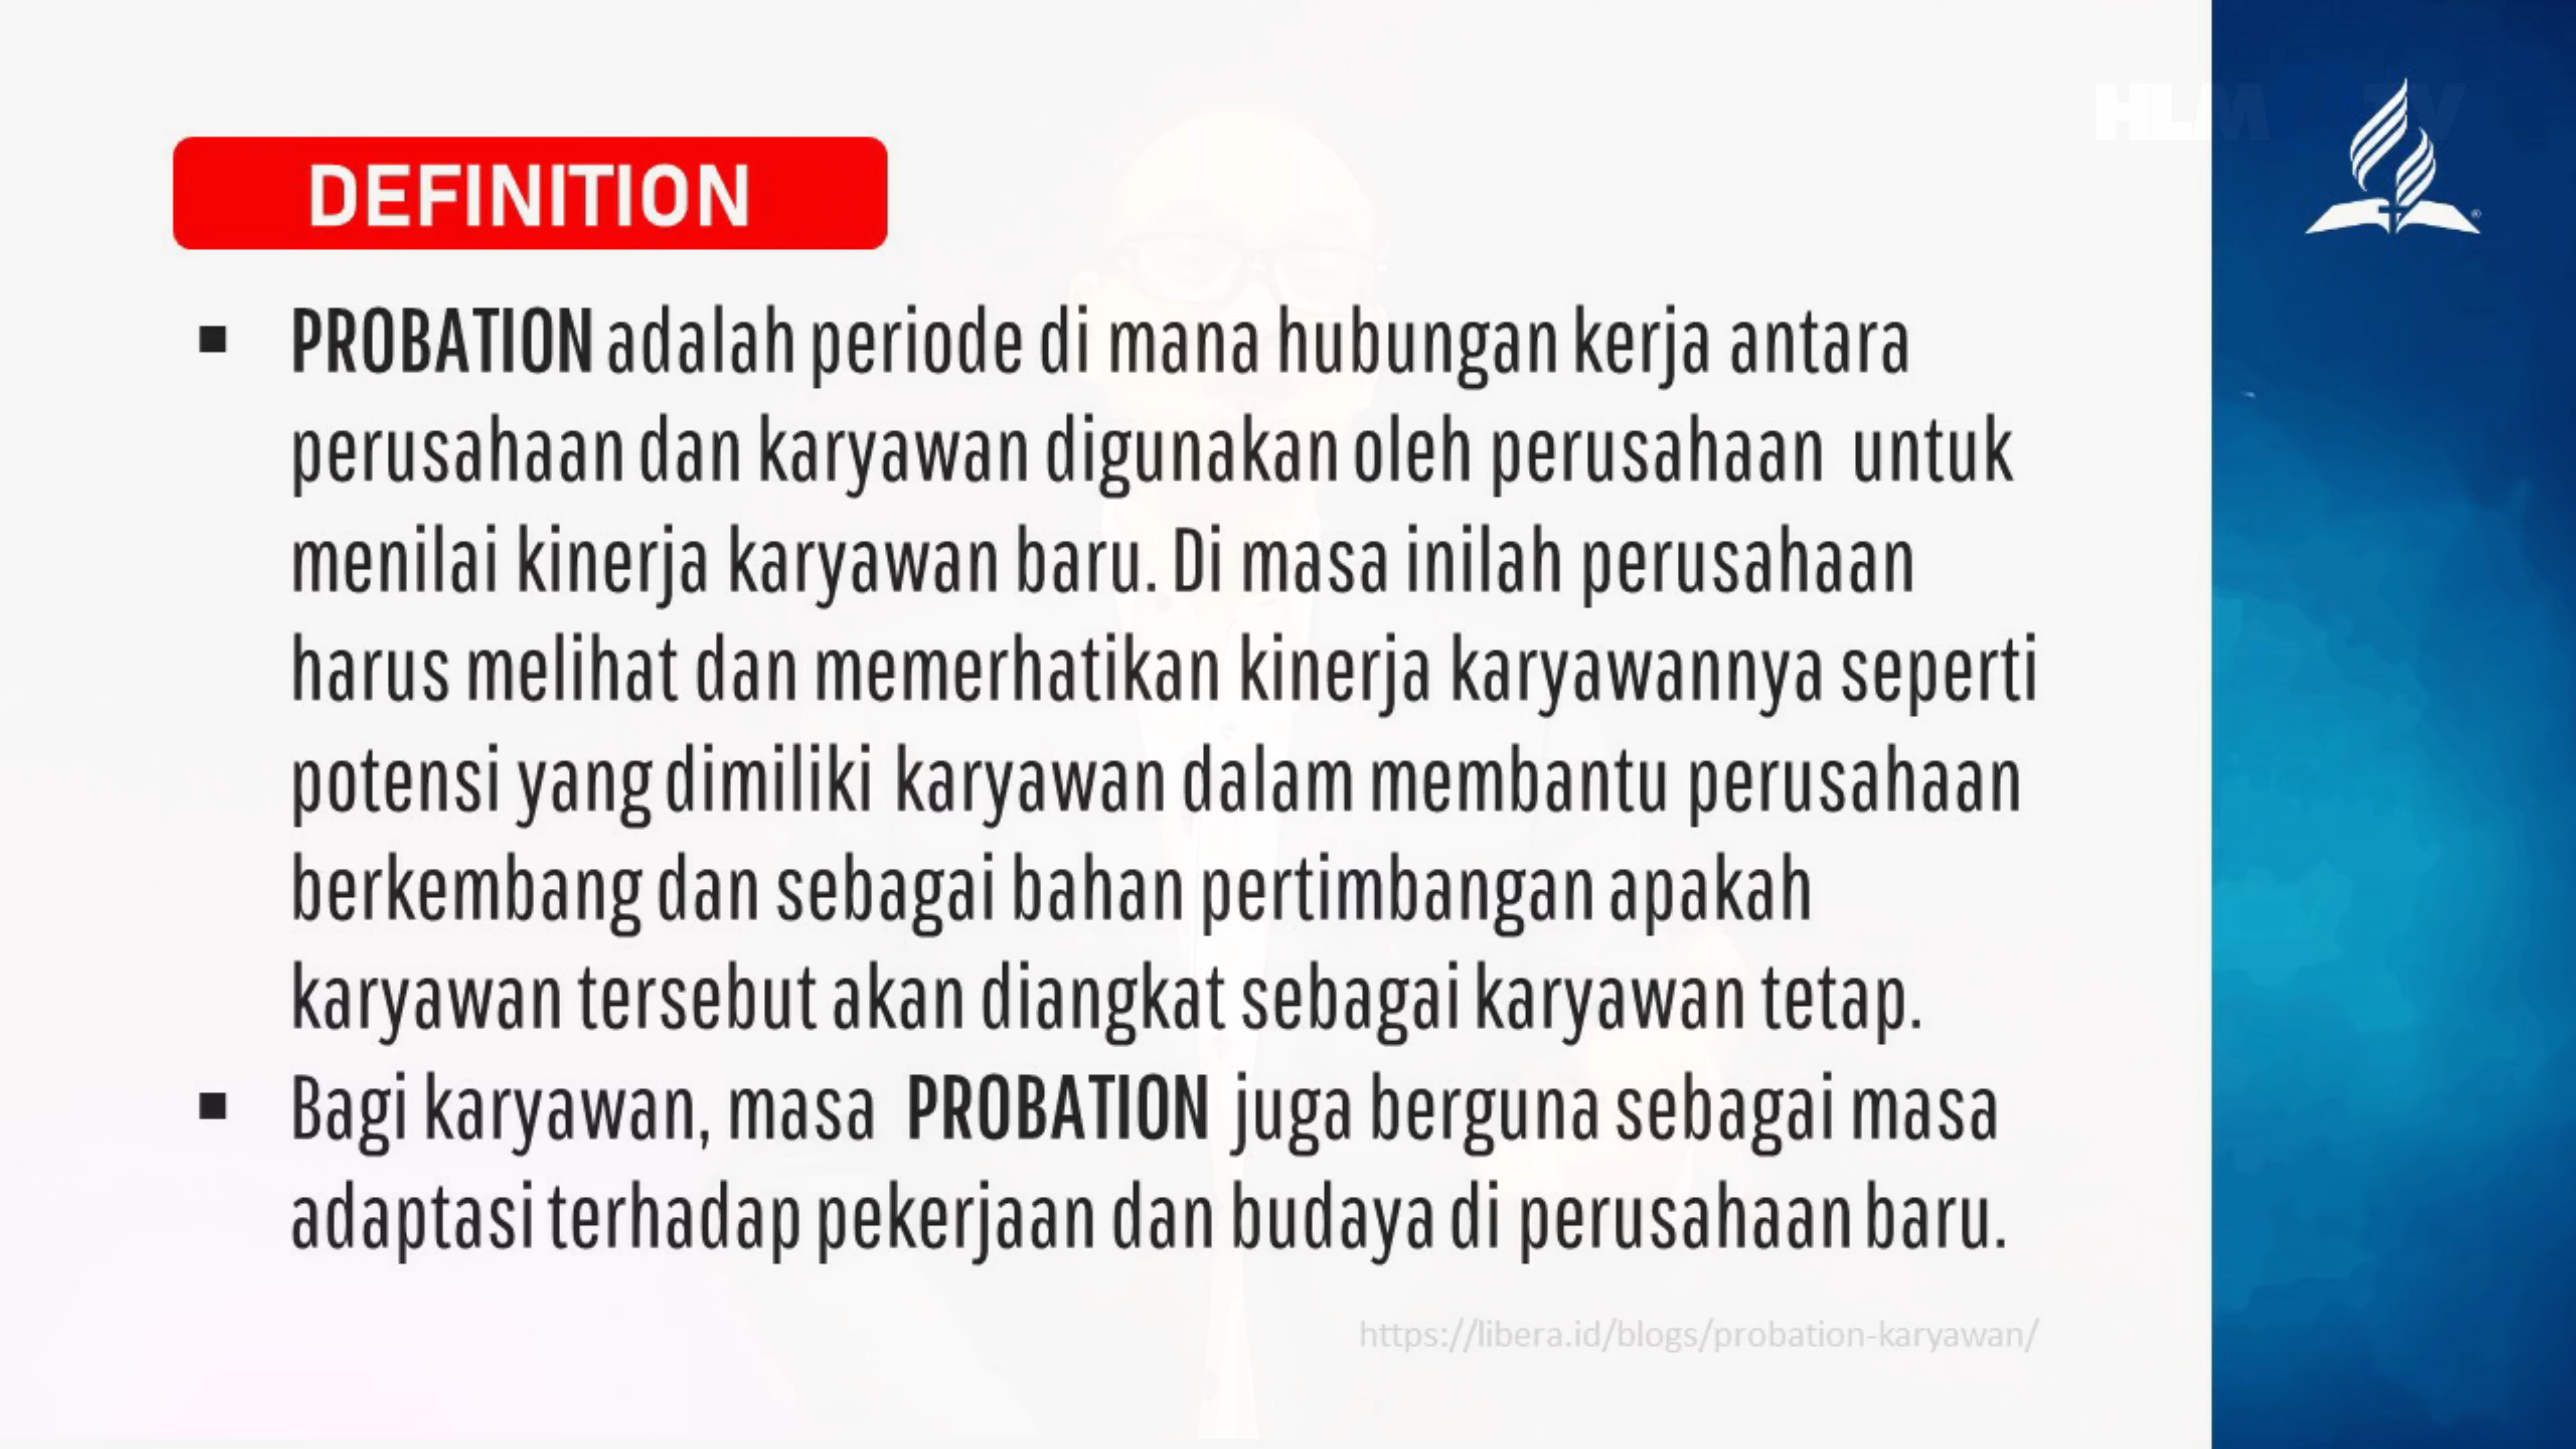 HLM TV
DEFINITION
▪ PROBATION adalah periode di mana hubungan kerja antara
perusahaan dan karyawan digunakan oleh perusahaan untuk
menilai kinerja karyawan baru. Di masa inilah perusahaan
harus melihat dan memerhatikan kinerja karyawannya seperti
potensi yang dimiliki karyawan dalam membantu perusahaan
berkembang dan sebagai bahan pertimbangan apakah
karyawan tersebut akan diangkat sebagai karyawan tetap.
▪ Bagi karyawan, masa PROBATION juga berguna sebagai masa
adaptasi terhadap pekerjaan dan budaya di perusahaan baru.
https://libera.id/blogs/probation-karyawan/